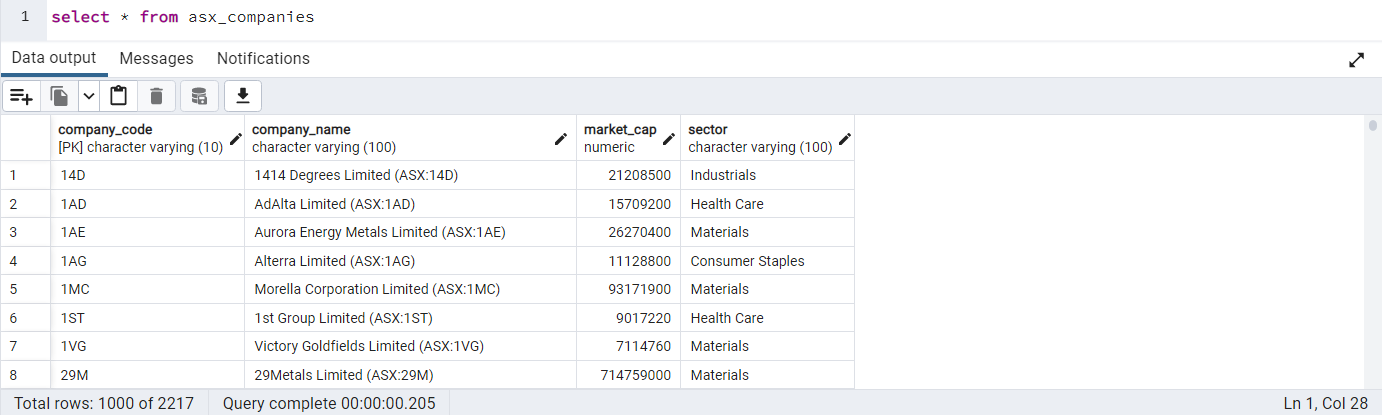 1 select * from asx_companies
Data output Messages Notifications
company_code company_name market_cap sector
[PK] character varying (10) character varying (100) numeric character varying (100)
1 14D 1414 Degrees Limited (ASX:14D) 21208500 Industrials
2 1AD AdAlta Limited (ASX:1AD) 15709200 Health Care
3 1AE Aurora Energy Metals Limited (ASX:1AE) 26270400 Materials
4 1AG Alterra Limited (ASX:1AG) 11128800 Consumer Staples
5 1MC Morella Corporation Limited (ASX:1MC) 93171900 Materials
6 1ST 1st Group Limited (ASX:1ST) 9017220 Health Care
7 1VG Victory Goldfields Limited (ASX:1VG) 7114760 Materials
8 29M 29Metals Limited (ASX:29M) 714759000 Materials
Total rows: 1000 of 2217 Query complete 00:00:00.205 Ln 1, Col 28